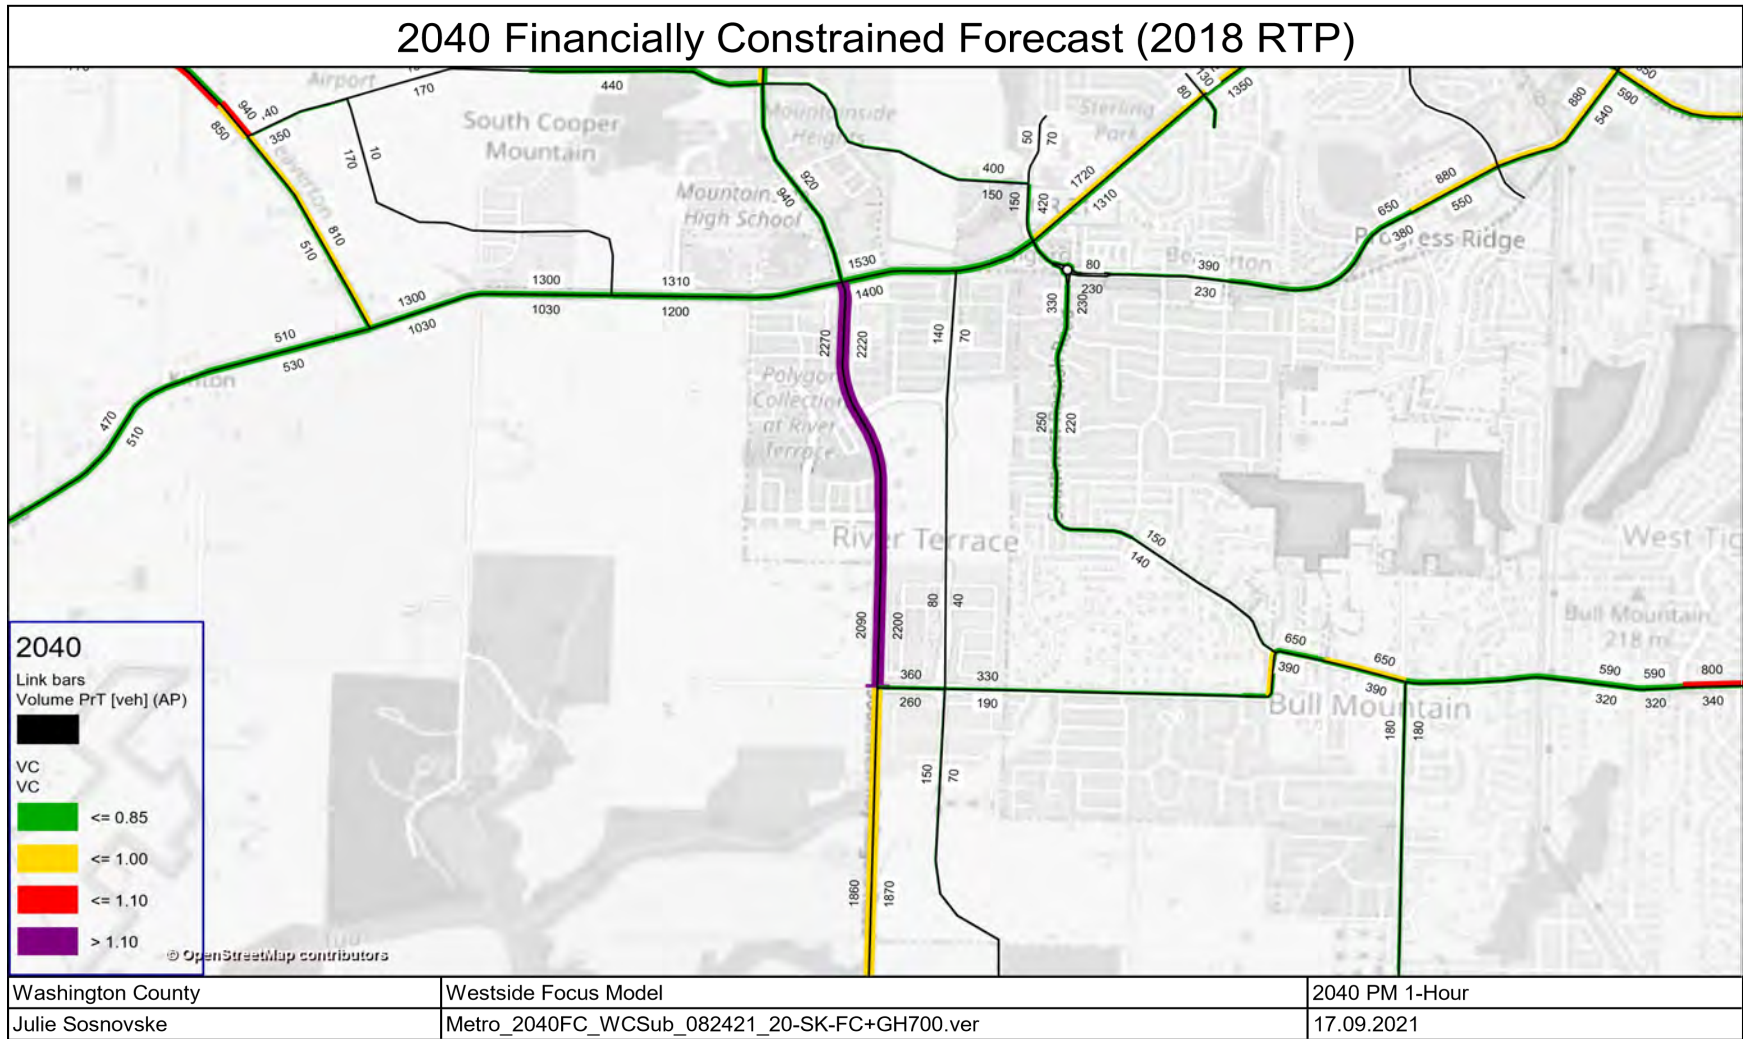 2040 Financially Constrained Forecast (2018 RTP)
Airport
170
440
940
850
350
170
10
South Cooper
Mountain
Mountainside
Heights
Sterling
Park
80
130
1350
50
70
880
540
590
920
940
Mountain
High School
400
150
150
420
1720
1310
880
550
650
380
Progress Ridge
810
510
1530
1400
80
230
390
230
1300
1030
1300
1030
1310
1200
330
230
510
530
Kinton
470
510
2270
2220
140
70
Polygon
Collection
at River
Terrace
250
220
River Terrace
150
140
West Tig
Bull Mountain
218 m
2090
2200
80
40
650
390
650
390
590
320
590
320
800
340
360
260
330
190
Bull Mountain
180
180
150
70
1860
1870
2040
Link bars
Volume PrT [veh] (AP)
VC
VC
<= 0.85
<= 1.00
<= 1.10
> 1.10
© OpenStreetMap contributors
Washington County
Westside Focus Model
2040 PM 1-Hour
Julie Sosnovske
Metro_2040FC_WCSub_082421_20-SK-FC+GH700.ver
17.09.2021